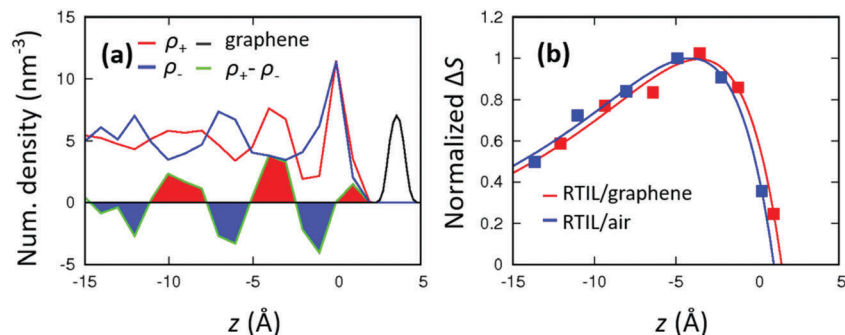 (a)
ρ+
graphene
ρ-
ρ+- ρ-
Num. density (nm-3)
15
10
5
0
-5
-15
-10
-5
0
5
z (Å)
(b)
Normalized ΔS
1.2
1
0.8
0.6
0.4
0.2
0
RTIL/graphene
RTIL/air
-15
-10
-5
0
5
z (Å)